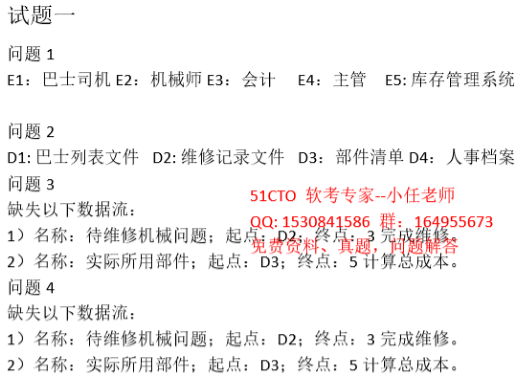 试题一
问题 1
E1：巴士司机 E2：机械师 E3：会计 E4：主管 E5: 库存管理系统
问题 2
D1: 巴士列表文件 D2: 维修记录文件 D3：部件清单 D4：人事档案
问题 3
51CTO 软考专家--小任老师
缺失以下数据流：
QQ: 1530841586 群：164955673
1）名称：待维修机械问题；起点：D2；终点：3 完成维修。
免费资料、真题，问题解答
2）名称：实际所用部件；起点：D3；终点：5 计算总成本。
问题 4
缺失以下数据流：
1）名称：待维修机械问题；起点：D2；终点：3 完成维修。
2）名称：实际所用部件；起点：D3；终点：5 计算总成本。